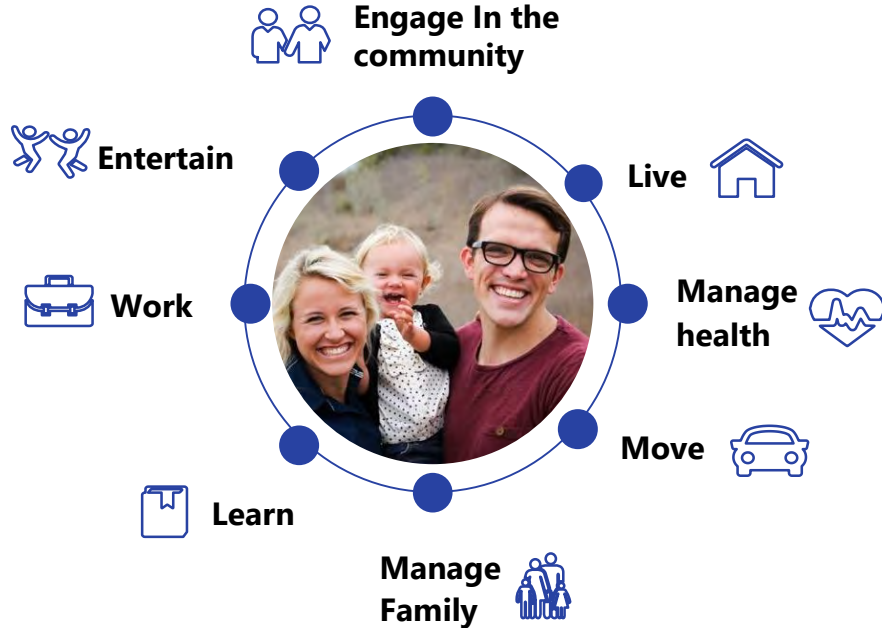 Engage In the
community
Entertain
Live
Work
Manage
health
Move
Learn
Manage
Family